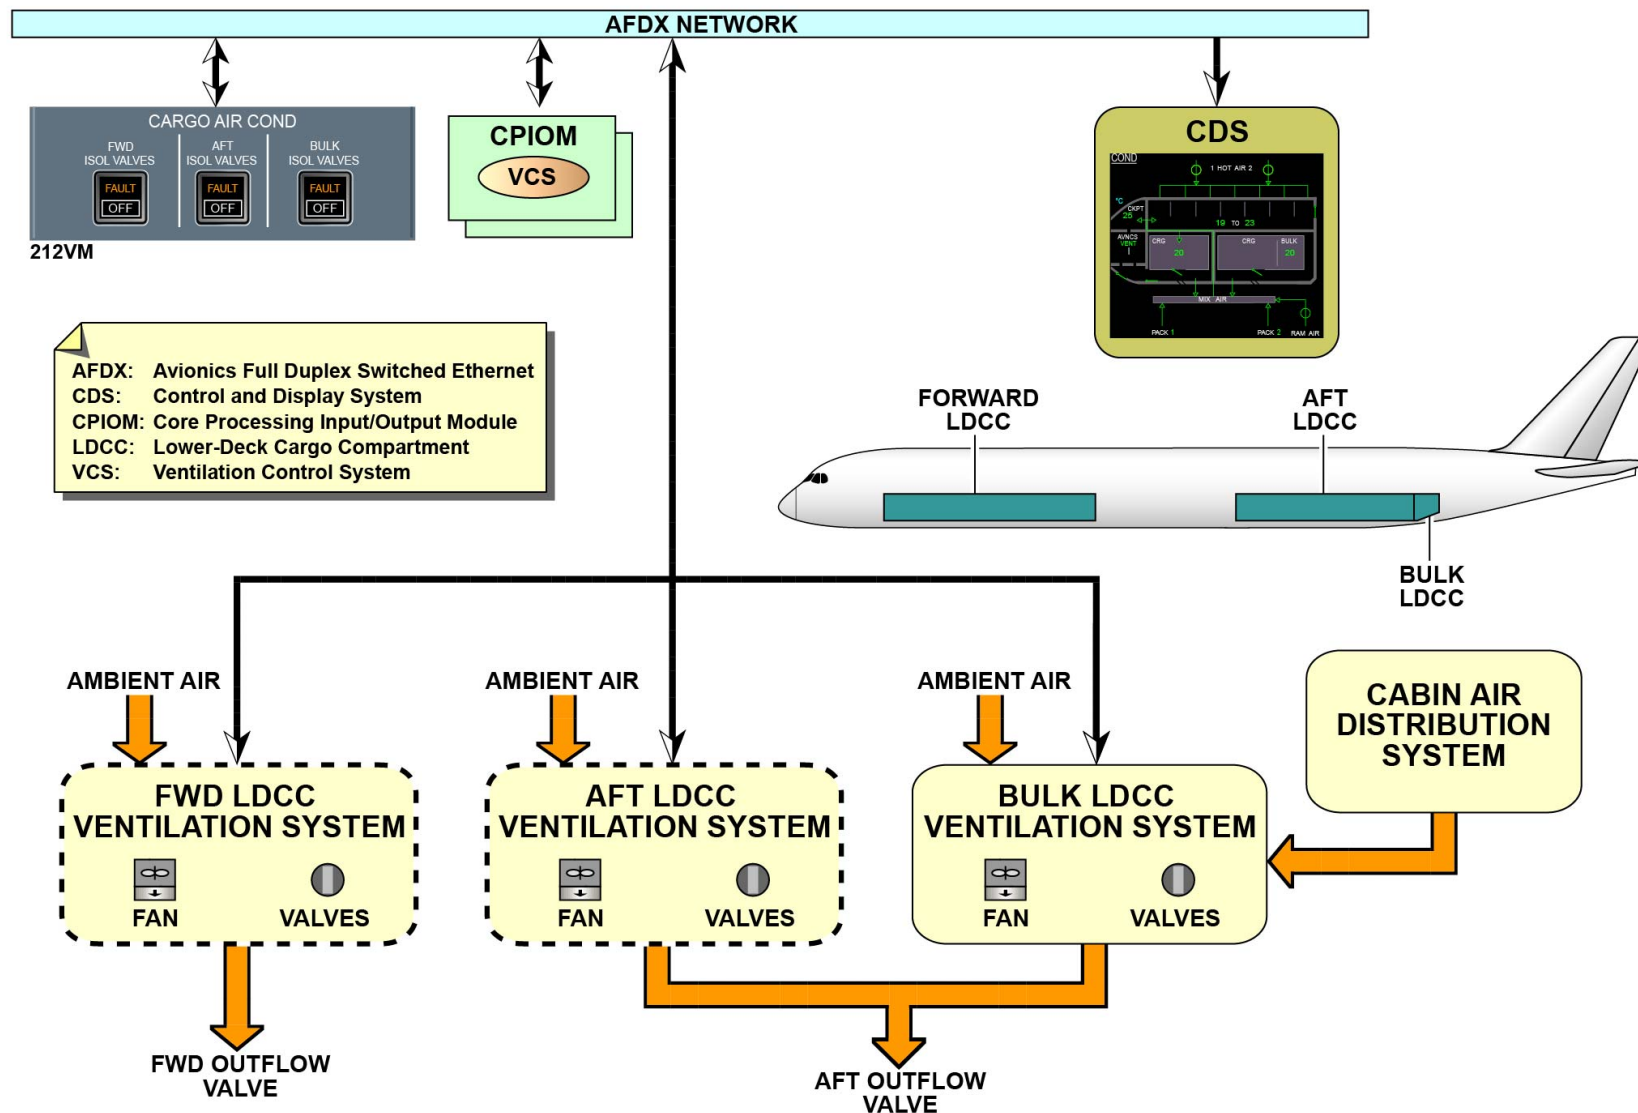 AFDX NETWORK
CARGO AIR COND
FWD
ISOL VALVES
AFT
ISOL VALVES
BULK
ISOL VALVES
FAULT
OFF
FAULT
OFF
FAULT
OFF
212VM
CPIOM
VCS
CDS
COND
1 HOT AIR 2
°C
CKPT
25
19 TO 23
AVNCS
VENT
CRG
20
CRG
BULK
20
MIX AIR
PACK 1
PACK 2
RAM AIR
AFDX: Avionics Full Duplex Switched Ethernet
CDS: Control and Display System
CPIOM: Core Processing Input/Output Module
LDCC: Lower-Deck Cargo Compartment
VCS: Ventilation Control System
FORWARD
LDCC
AFT
LDCC
BULK
LDCC
AMBIENT AIR
AMBIENT AIR
AMBIENT AIR
CABIN AIR
DISTRIBUTION
SYSTEM
FWD LDCC
VENTILATION SYSTEM
FAN
VALVES
AFT LDCC
VENTILATION SYSTEM
FAN
VALVES
BULK LDCC
VENTILATION SYSTEM
FAN
VALVES
FWD OUTFLOW
VALVE
AFT OUTFLOW
VALVE